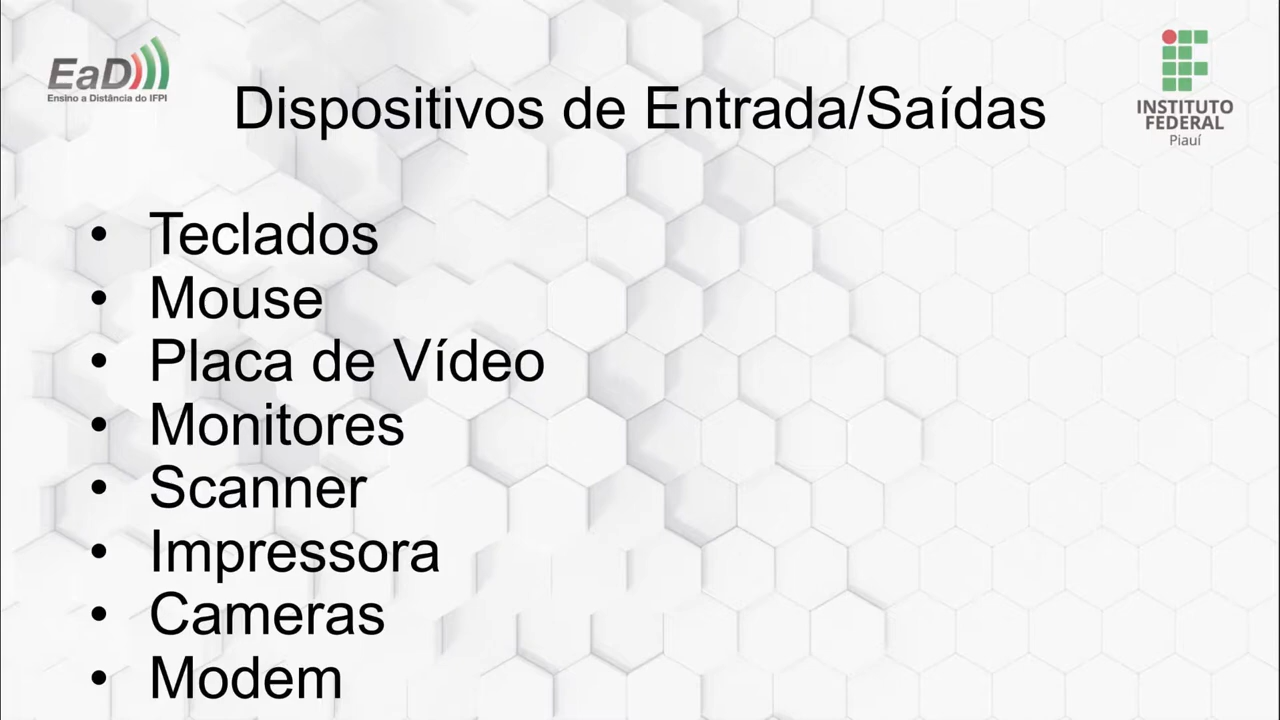 EaD
Ensino a Distância do IFPI
Dispositivos de Entrada/Saídas
INSTITUTO
FEDERAL
Piauí
• Teclados
• Mouse
• Placa de Vídeo
• Monitores
• Scanner
• Impressora
• Cameras
• Modem